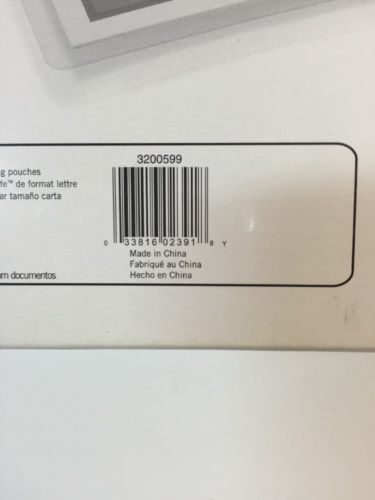 3200599
g pouches
fe™ de format lettre
ar tamaño carta
0 33816 02391 8 Y
Made in China
Fabriqué au China
Hecho en China
am documentos